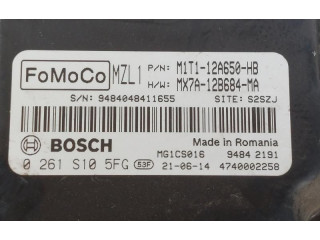 FoMoCo MZL1 P/N: M1T1-12A650-HB
H/W: MX7A-12B684-MA
S/N: 9484048411655 SITE: S2SZJ
Made in Romania
BOSCH MG1CS016 9484 2191
0 261 S10 5FG 53F 21-06-14 4740002258